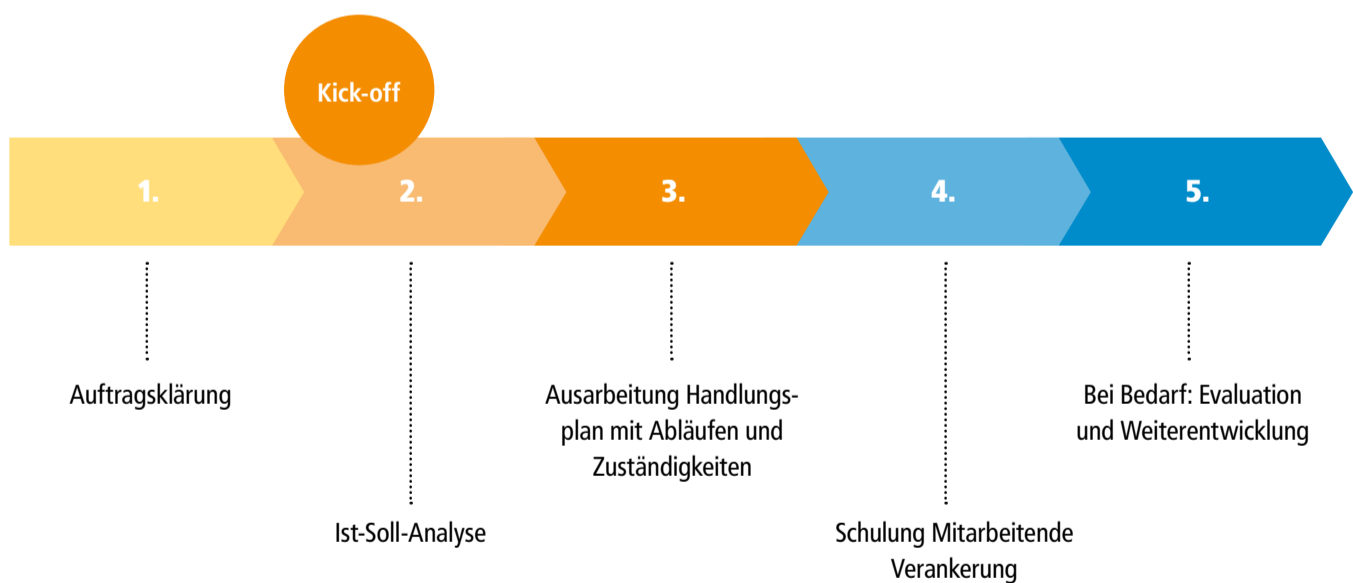 Kick-off
1.
2.
3.
4.
5.
Auftragsklärung
Ist-Soll-Analyse
Ausarbeitung Handlungs-
plan mit Abläufen und
Zuständigkeiten
Schulung Mitarbeitende
Verankerung
Bei Bedarf: Evaluation
und Weiterentwicklung